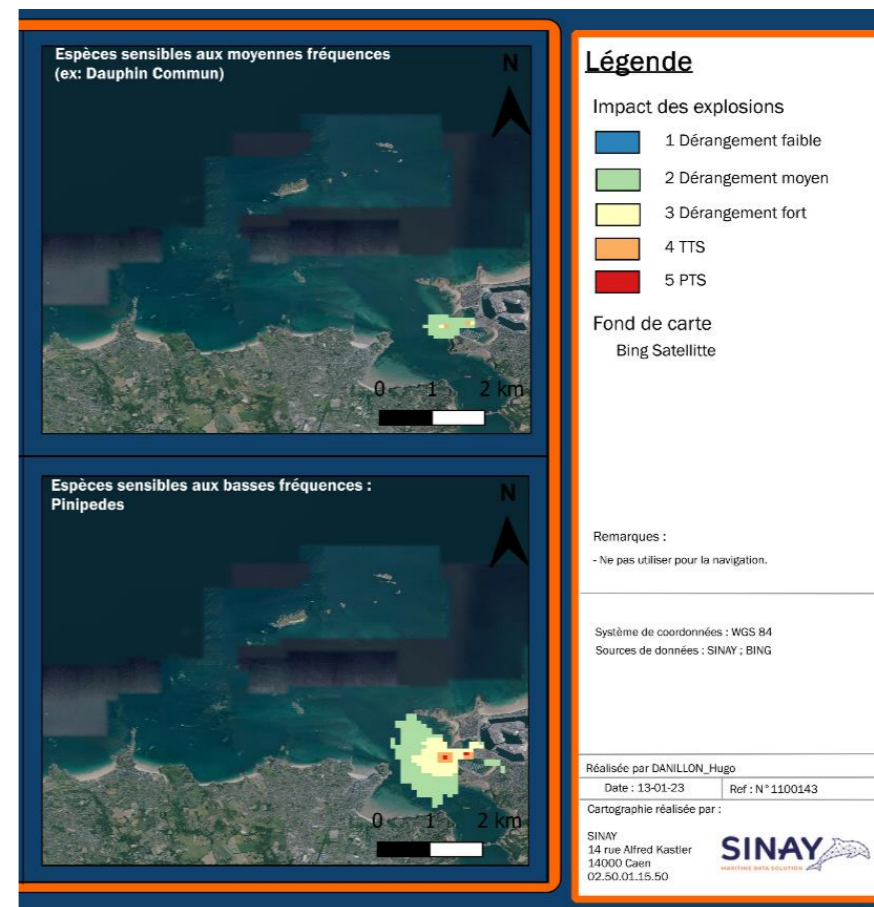 Espèces sensibles aux moyennes fréquences
(ex: Dauphin Commun)
N
0 1 2 km
Espèces sensibles aux basses fréquences :
Pinipedes
N
0 1 2 km
Légende
Impact des explosions
1 Dérangement faible
2 Dérangement moyen
3 Dérangement fort
4 TTS
5 PTS
Fond de carte
Bing Satellitte
Remarques :
- Ne pas utiliser pour la navigation.
Système de coordonnées : WGS 84
Sources de données : SINAY ; BING
Réalisée par DANILLON_Hugo
Date : 13-01-23
Ref : N°1100143
Cartographie réalisée par :
SINAY
14 rue Alfred Kastler
14000 Caen
02.50.01.15.50
SINAY
MARITIME DATA SOLUTION